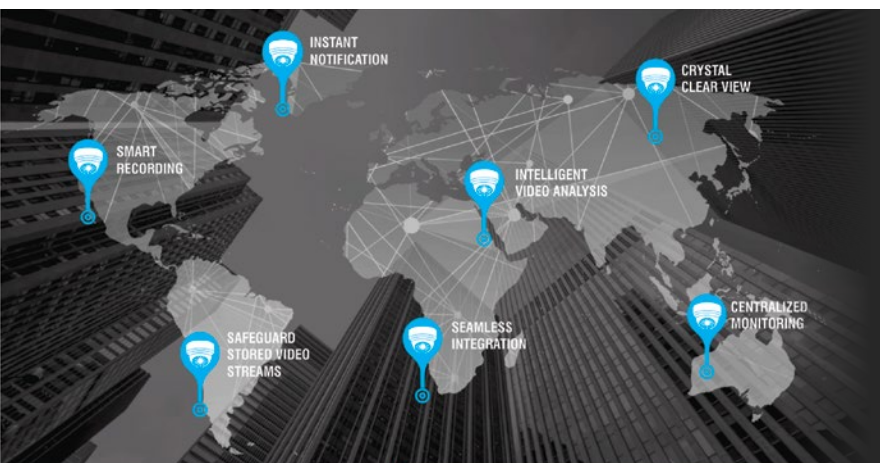 INSTANT
NOTIFICATION
CRYSTAL
CLEAR VIEW
SMART
RECORDING
INTELLIGENT
VIDEO ANALYSIS
CENTRALIZED
MONITORING
SAFEGUARD
STORED VIDEO
STREAMS
SEAMLESS
INTEGRATION